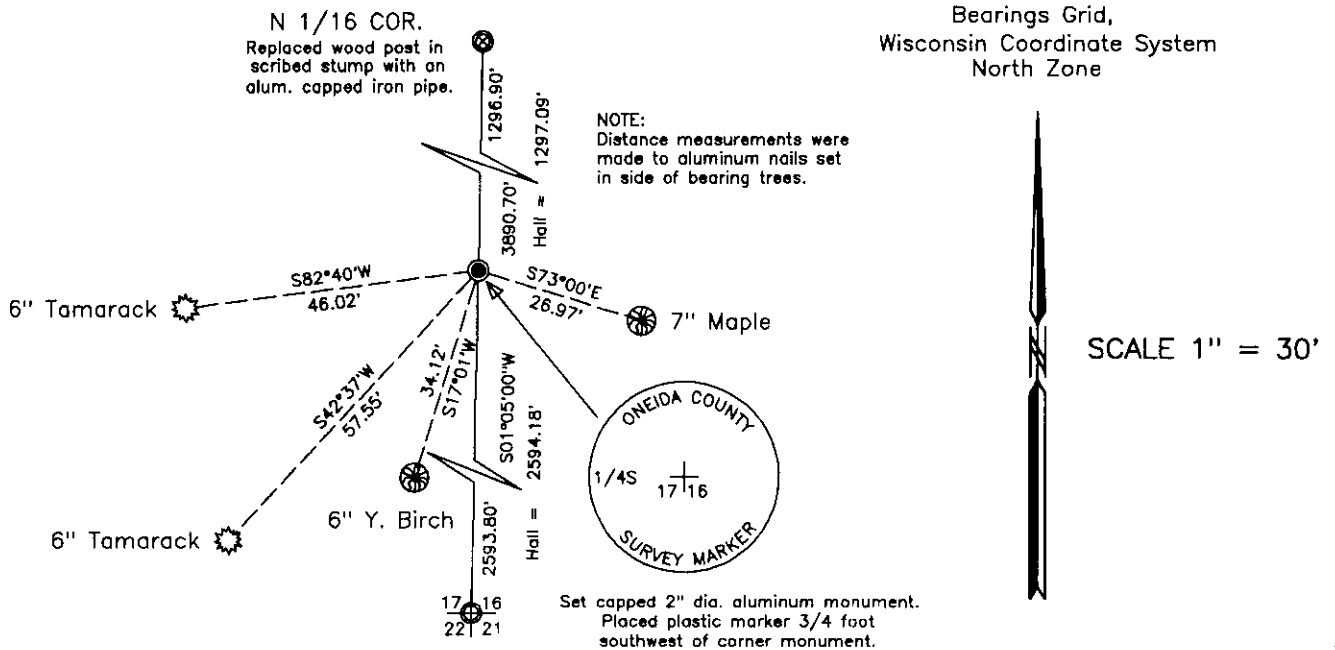 N 1/16 COR.
Replaced wood post in
scribed stump with an
alum. capped iron pipe.
Bearings Grid,
Wisconsin Coordinate System
North Zone
1296.90'
1297.09'
Hall =
3890.70'
NOTE:
Distance measurements were
made to aluminum nails set
in side of bearing trees.
S82°40'W
46.02'
6" Tamarack
S73°00'E
26.97'
7" Maple
SCALE 1" = 30'
S42°37'W
57.55'
34.12'
S17°01'W
S01°05'00"W
2594.18'
Hall =
2593.80'
6" Y. Birch
6" Tamarack
ONEIDA COUNTY
1/4S
17 16
SURVEY MARKER
17 16
22 21
Set capped 2" dia. aluminum monument.
Placed plastic marker 3/4 foot
southwest of corner monument.